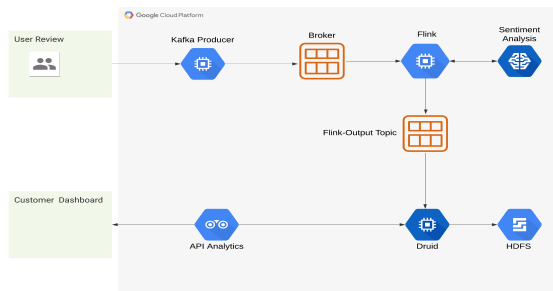 Google Cloud Platform
User Review
Kafka Producer
Broker
Flink
Sentiment
Analysis
Flink-Output Topic
Customer Dashboard
API Analytics
Druid
HDFS